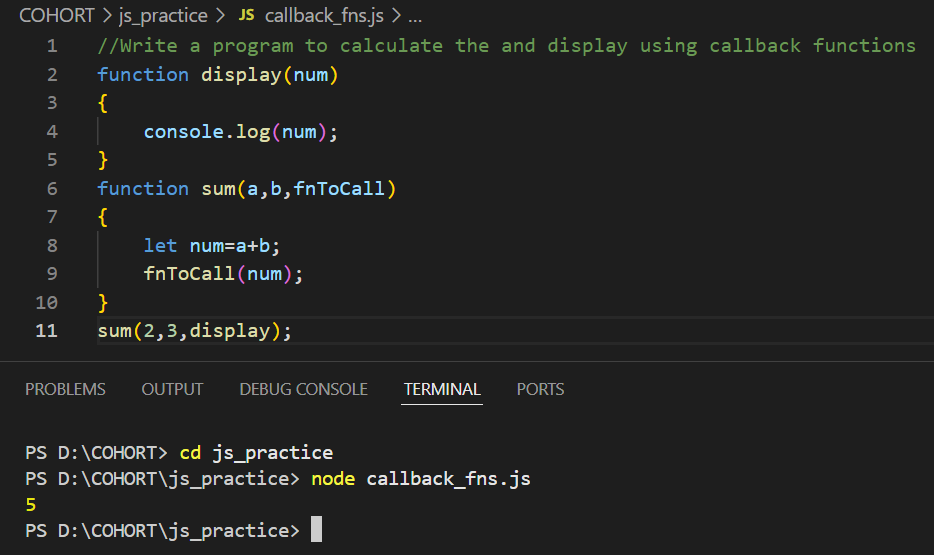 COHORT > js_practice > JS callback_fns.js > ...
1 //Write a program to calculate the and display using callback functions
2 function display(num)
3 {
4     console.log(num);
5 }
6 function sum(a,b,fnToCall)
7 {
8     let num=a+b;
9     fnToCall(num);
10 }
11 sum(2,3,display);
PROBLEMS OUTPUT DEBUG CONSOLE TERMINAL PORTS
PS D:\COHORT> cd js_practice
PS D:\COHORT\js_practice> node callback_fns.js
5
PS D:\COHORT\js_practice>